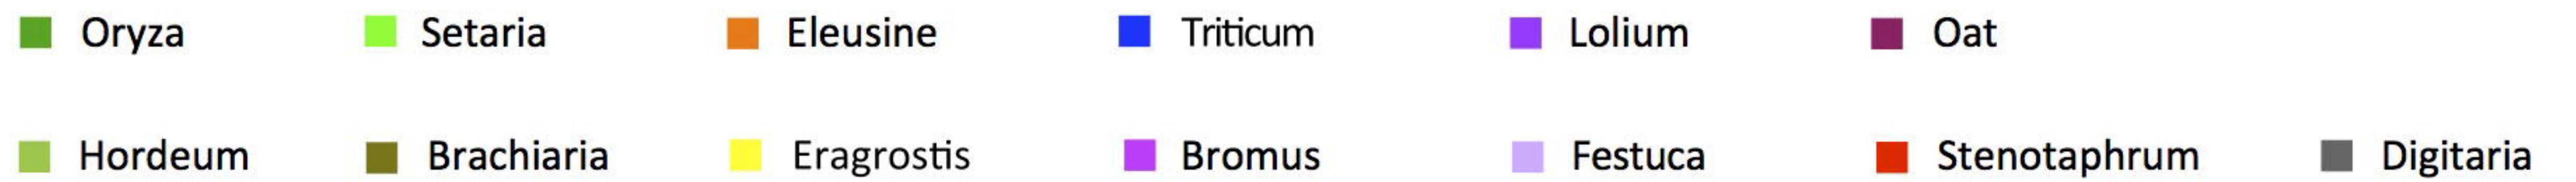 Oryza Setaria Eleusine Triticum Lolium Oat
Hordeum Brachiaria Eragrostis Bromus Festuca Stenotaphrum Digitaria